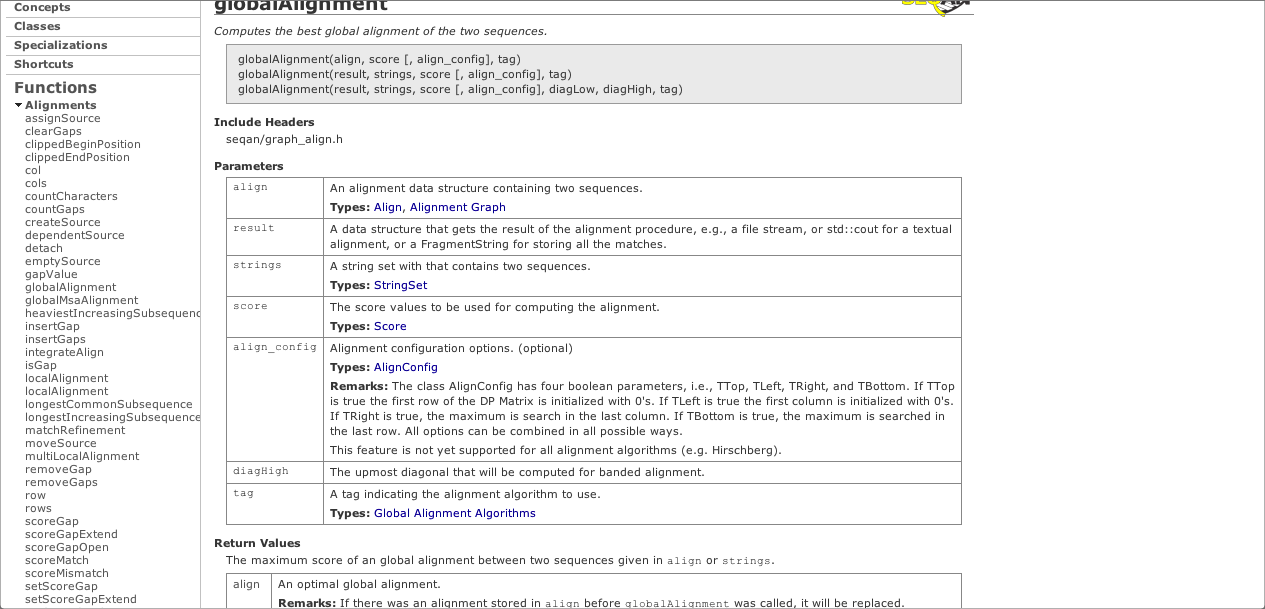 Concepts
Classes
Specializations
Shortcuts
Functions
Alignments
assignSource
clearGaps
clippedBeginPosition
clippedEndPosition
col
cols
countCharacters
countGaps
createSource
dependentSource
detach
emptySource
gapValue
globalAlignment
globalMsaAlignment
heaviestIncreasingSubsequenc
insertGap
insertGaps
integrateAlign
isGap
localAlignment
localAlignment
longestCommonSubsequence
longestIncreasingSubsequence
matchRefinement
moveSource
multiLocalAlignment
removeGap
removeGaps
row
rows
scoreGap
scoreGapExtend
scoreGapOpen
scoreMatch
scoreMismatch
setScoreGap
setScoreGapExtend
globalAlignment
Computes the best global alignment of the two sequences.
globalAlignment(align, score [, align_config], tag)
globalAlignment(result, strings, score [, align_config], tag)
globalAlignment(result, strings, score [, align_config], diagLow, diagHigh, tag)
Include Headers
seqan/graph_align.h
Parameters
align An alignment data structure containing two sequences.
Types: Align, Alignment Graph
result A data structure that gets the result of the alignment procedure, e.g., a file stream, or std::cout for a textual
alignment, or a FragmentString for storing all the matches.
strings A string set with that contains two sequences.
Types: StringSet
score The score values to be used for computing the alignment.
Types: Score
align_config Alignment configuration options. (optional)
Types: AlignConfig
Remarks: The class AlignConfig has four boolean parameters, i.e., TTop, TLeft, TRight, and TBottom. If TTop
is true the first row of the DP Matrix is initialized with 0's. If TLeft is true the first column is initialized with 0's.
If TRight is true, the maximum is search in the last column. If TBottom is true, the maximum is searched in
the last row. All options can be combined in all possible ways.
This feature is not yet supported for all alignment algorithms (e.g. Hirschberg).
diagHigh The upmost diagonal that will be computed for banded alignment.
tag A tag indicating the alignment algorithm to use.
Types: Global Alignment Algorithms
Return Values
The maximum score of an global alignment between two sequences given in align or strings.
align An optimal global alignment.
Remarks: If there was an alignment stored in align before globalAlignment was called, it will be replaced.